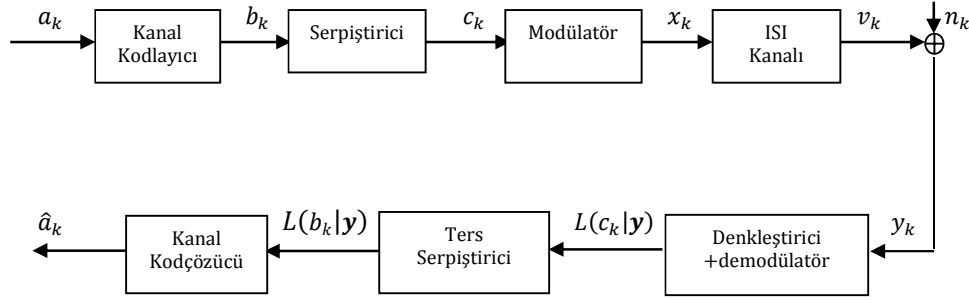 a_k
Kanal
Kodlayıcı
b_k
Serpiştirici
c_k
Modülatör
x_k
ISI
Kanalı
v_k
n_k
â_k
Kanal
Kodçözücü
L(b_k|y)
Ters
Serpiştirici
L(c_k|y)
Denkleştirici
+demodülatör
y_k